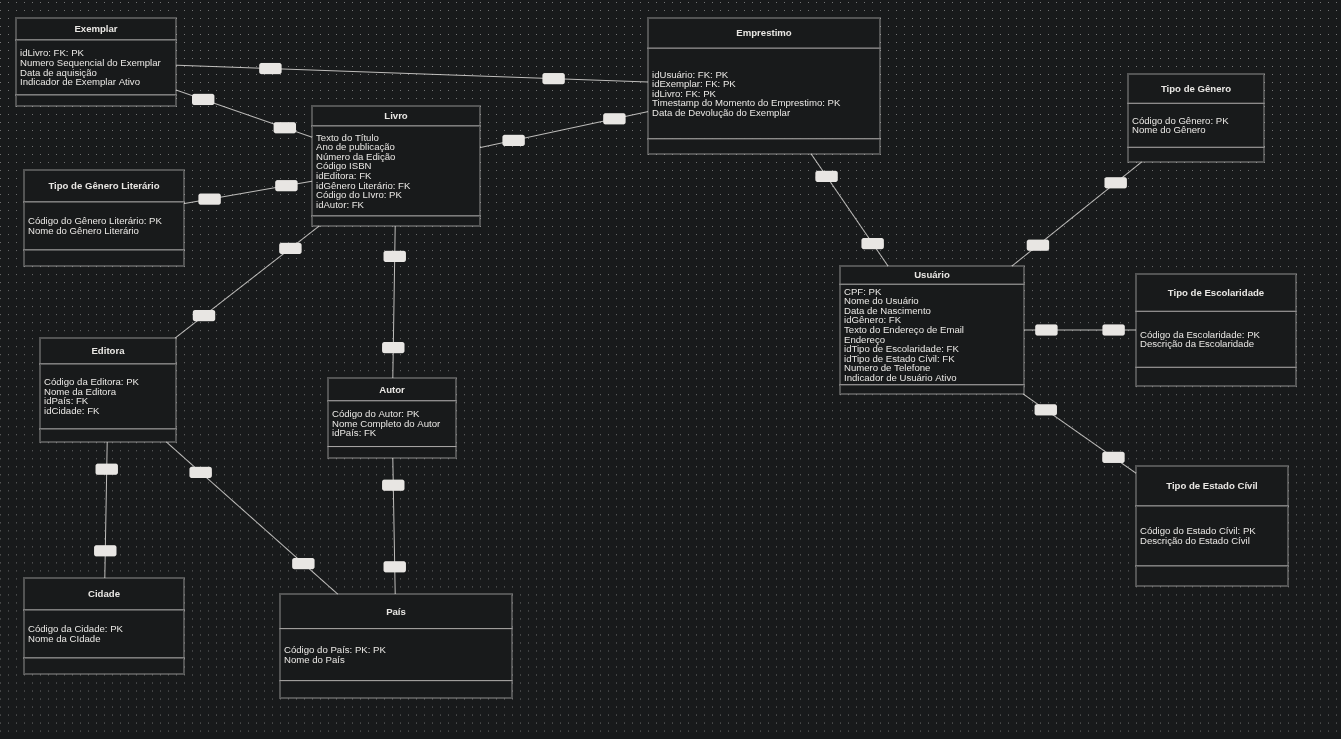 Exemplar
idLivro: FK: PK
Numero Sequencial do Exemplar
Data de aquisição
Indicador de Exemplar Ativo
Emprestimo
idUsuário: FK: PK
idExemplar: FK: PK
idLivro: FK: PK
Timestamp do Momento do Emprestimo: PK
Data de Devolução do Exemplar
Tipo de Gênero
Código do Gênero: PK
Nome do Gênero
Livro
Texto do Título
Ano de publicação
Número da Edição
Código ISBN
idEditora: FK
idGênero Literário: FK
Código do LIvro: PK
idAutor: FK
Tipo de Gênero Literário
Código do Gênero Literário: PK
Nome do Gênero Literário
Usuário
CPF: PK
Nome do Usuário
Data de Nascimento
idGênero: FK
Texto do Endereço de Email
Endereço
idTipo de Escolaridade: FK
idTipo de Estado Cívil: FK
Numero de Telefone
Indicador de Usuário Ativo
Tipo de Escolaridade
Código da Escolaridade: PK
Descrição da Escolaridade
Editora
Código da Editora: PK
Nome da Editora
idPaís: FK
idCidade: FK
Autor
Código do Autor: PK
Nome Completo do Autor
idPaís: FK
Tipo de Estado Cívil
Código do Estado Cívil: PK
Descrição do Estado Cívil
Cidade
Código da Cidade: PK
Nome da CIdade
País
Código do País: PK: PK
Nome do País